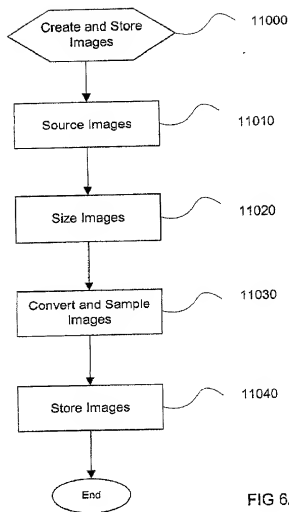 Create and Store
Images
11000
Source Images
11010
Size Images
11020
Convert and Sample
Images
11030
Store Images
11040
End
FIG 6